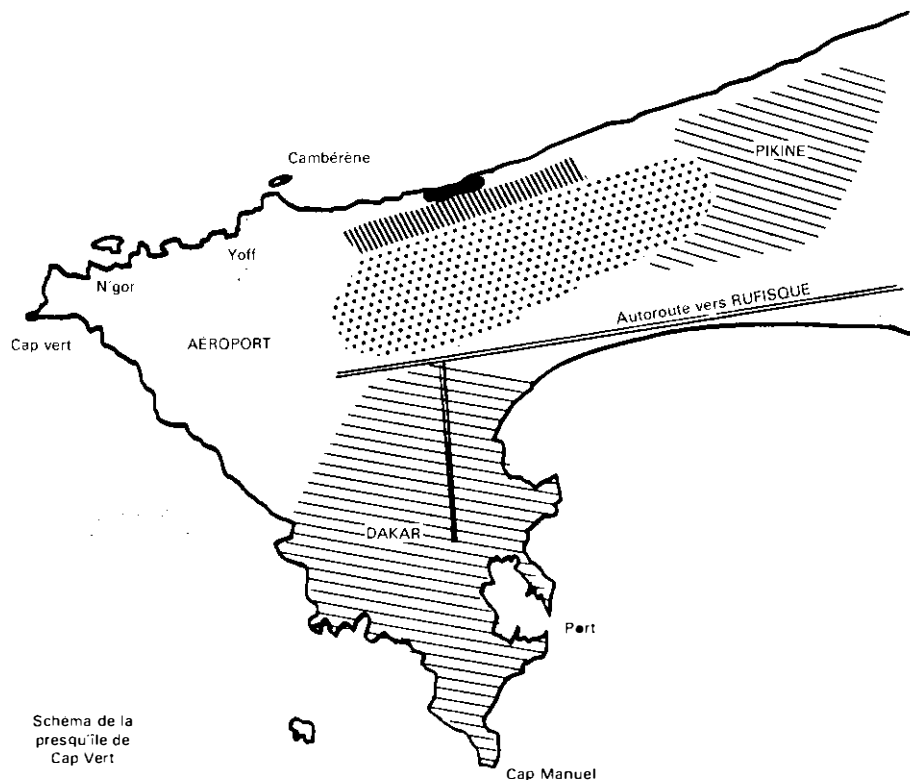 PIKINE
Cambérène
Yoff
N'gor
Autoroute vers RUFISQUE
Cap vert
AÉROPORT
DAKAR
Port
Schéma de la
presqu'île de
Cap Vert
Cap Manuel